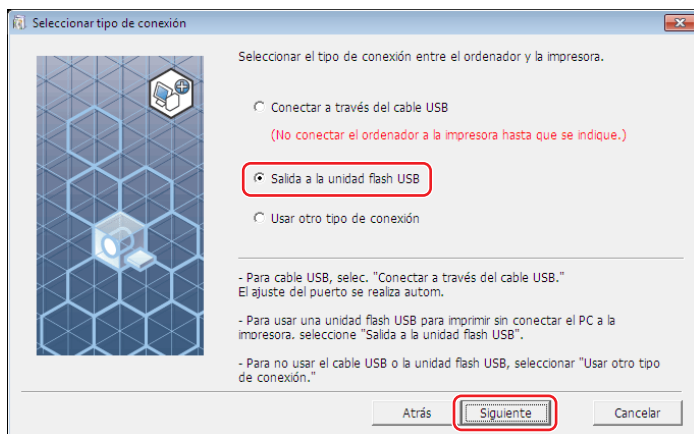 Seleccionar tipo de conexión
Seleccionar el tipo de conexión entre el ordenador y la impresora.
Conectar a través del cable USB
(No conectar el ordenador a la impresora hasta que se indique.)
Salida a la unidad flash USB
Usar otro tipo de conexión
- Para cable USB, selec. "Conectar a través del cable USB."
El ajuste del puerto se realiza autom.
- Para usar una unidad flash USB para imprimir sin conectar el PC a la
impresora. seleccione "Salida a la unidad flash USB".
- Para no usar el cable USB o la unidad flash USB, seleccionar "Usar otro tipo
de conexión."
Atrás Siguiente Cancelar